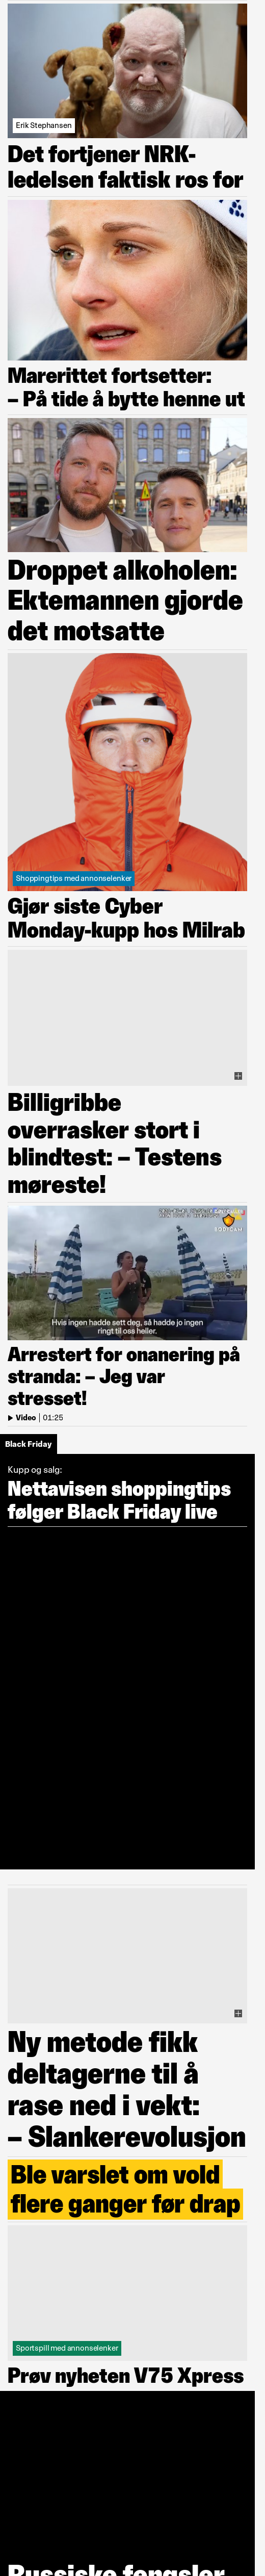 Erik Stephansen
Det fortjener NRK-
ledelsen faktisk ros for
Marerittet fortsetter:
– På tide å bytte henne ut
Droppet alkoholen:
Ektemannen gjorde
det motsatte
Shoppingtips med annonselenker
Gjør siste Cyber
Monday-kupp hos Milrab
Billigribbe
overrasker stort i
blindtest: – Testens
møreste!
BODYCAM
Hvis ingen hadde sett deg, så hadde jo ingen
ringt til oss heller.
Arrestert for onanering på
stranda: – Jeg var
stresset!
Video 01:25
Black Friday
Kupp og salg:
Nettavisen shoppingtips
følger Black Friday live
Ny metode fikk
deltagerne til å
rase ned i vekt:
– Slankerevolusjon
Ble varslet om vold
flere ganger før drap
Sportspill med annonselenker
Prøv nyheten V75 Xpress
Russiske fengsler